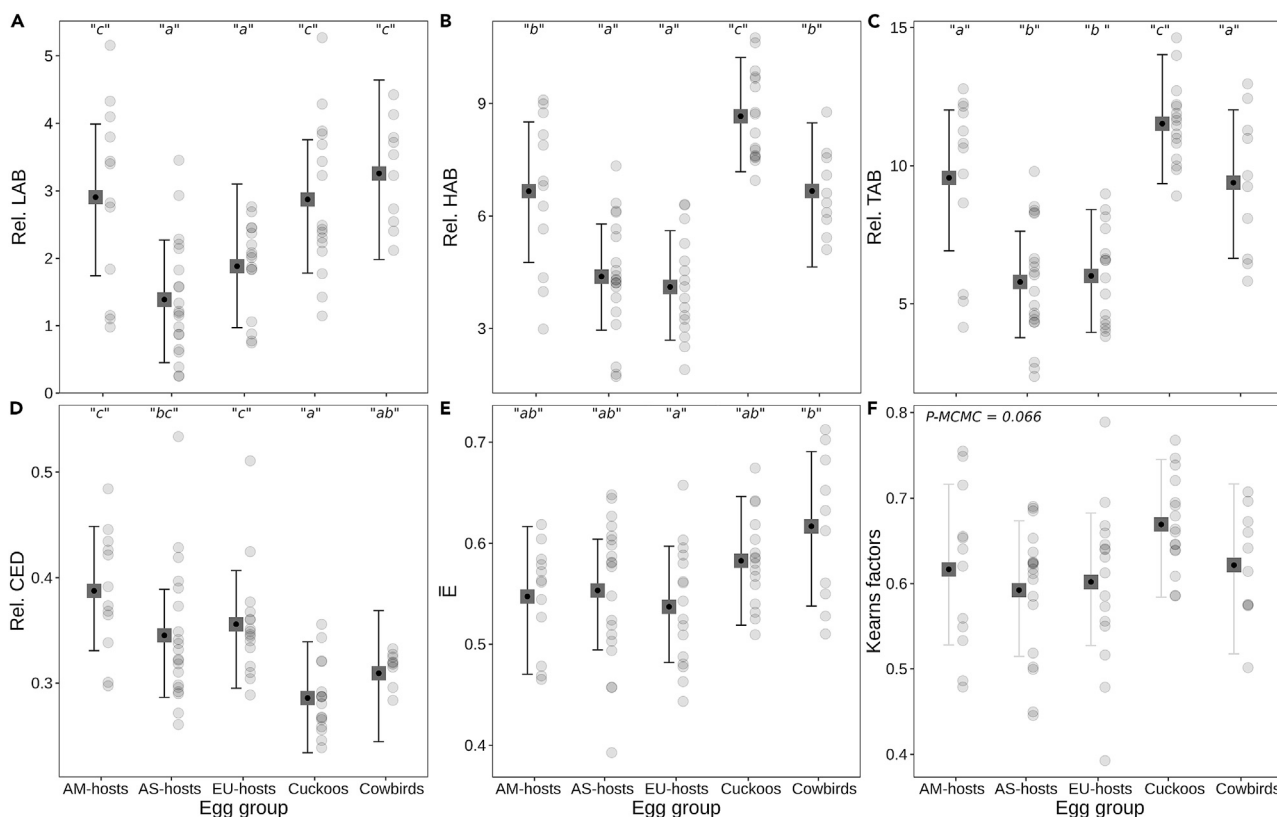 A
"c" "a" "a" "c" "c"
Rel. LAB
5
4
3
2
1
0
B
"b" "a" "a" "c" "b"
Rel. HAB
9
6
3
C
"a" "b" "b" "c" "a"
Rel. TAB
15
10
5
D
"c" "bc" "c" "a" "ab"
Rel. CED
0.5
0.4
0.3
AM-hosts AS-hosts EU-hosts Cuckoos Cowbirds
Egg group
E
"ab" "ab" "a" "ab" "b"
Ē
0.7
0.6
0.5
0.4
AM-hosts AS-hosts EU-hosts Cuckoos Cowbirds
Egg group
F
P-MCMC = 0.066
Kearns factors
0.8
0.7
0.6
0.5
0.4
AM-hosts AS-hosts EU-hosts Cuckoos Cowbirds
Egg group